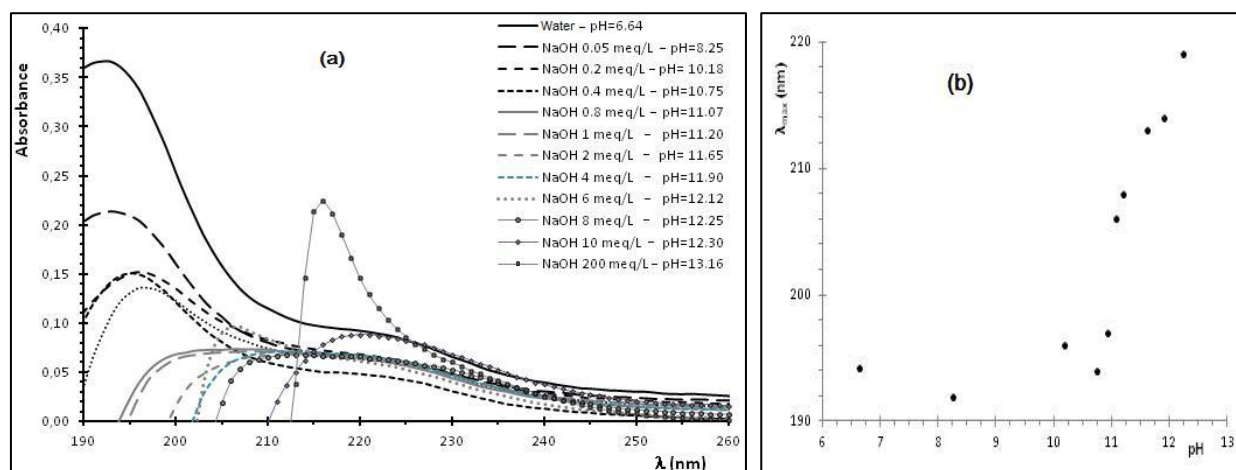 (a)
Absorbance
0,40
0,35
0,30
0,25
0,20
0,15
0,10
0,05
0,00
190 200 210 220 230 240 250 260
λ (nm)
Water – pH=6.64
NaOH 0.05 meq/L – pH=8.25
NaOH 0.2 meq/L – pH= 10.18
NaOH 0.4 meq/L – pH=10.75
NaOH 0.8 meq/L – pH=11.07
NaOH 1 meq/L – pH=11.20
NaOH 2 meq/L – pH= 11.65
NaOH 4 meq/L – pH=11.90
NaOH 6 meq/L – pH=12.12
NaOH 8 meq/L – pH=12.25
NaOH 10 meq/L – pH=12.30
NaOH 200 meq/L – pH=13.16
(b)
λmax (nm)
220
210
200
190
6 7 8 9 10 11 12 13
pH